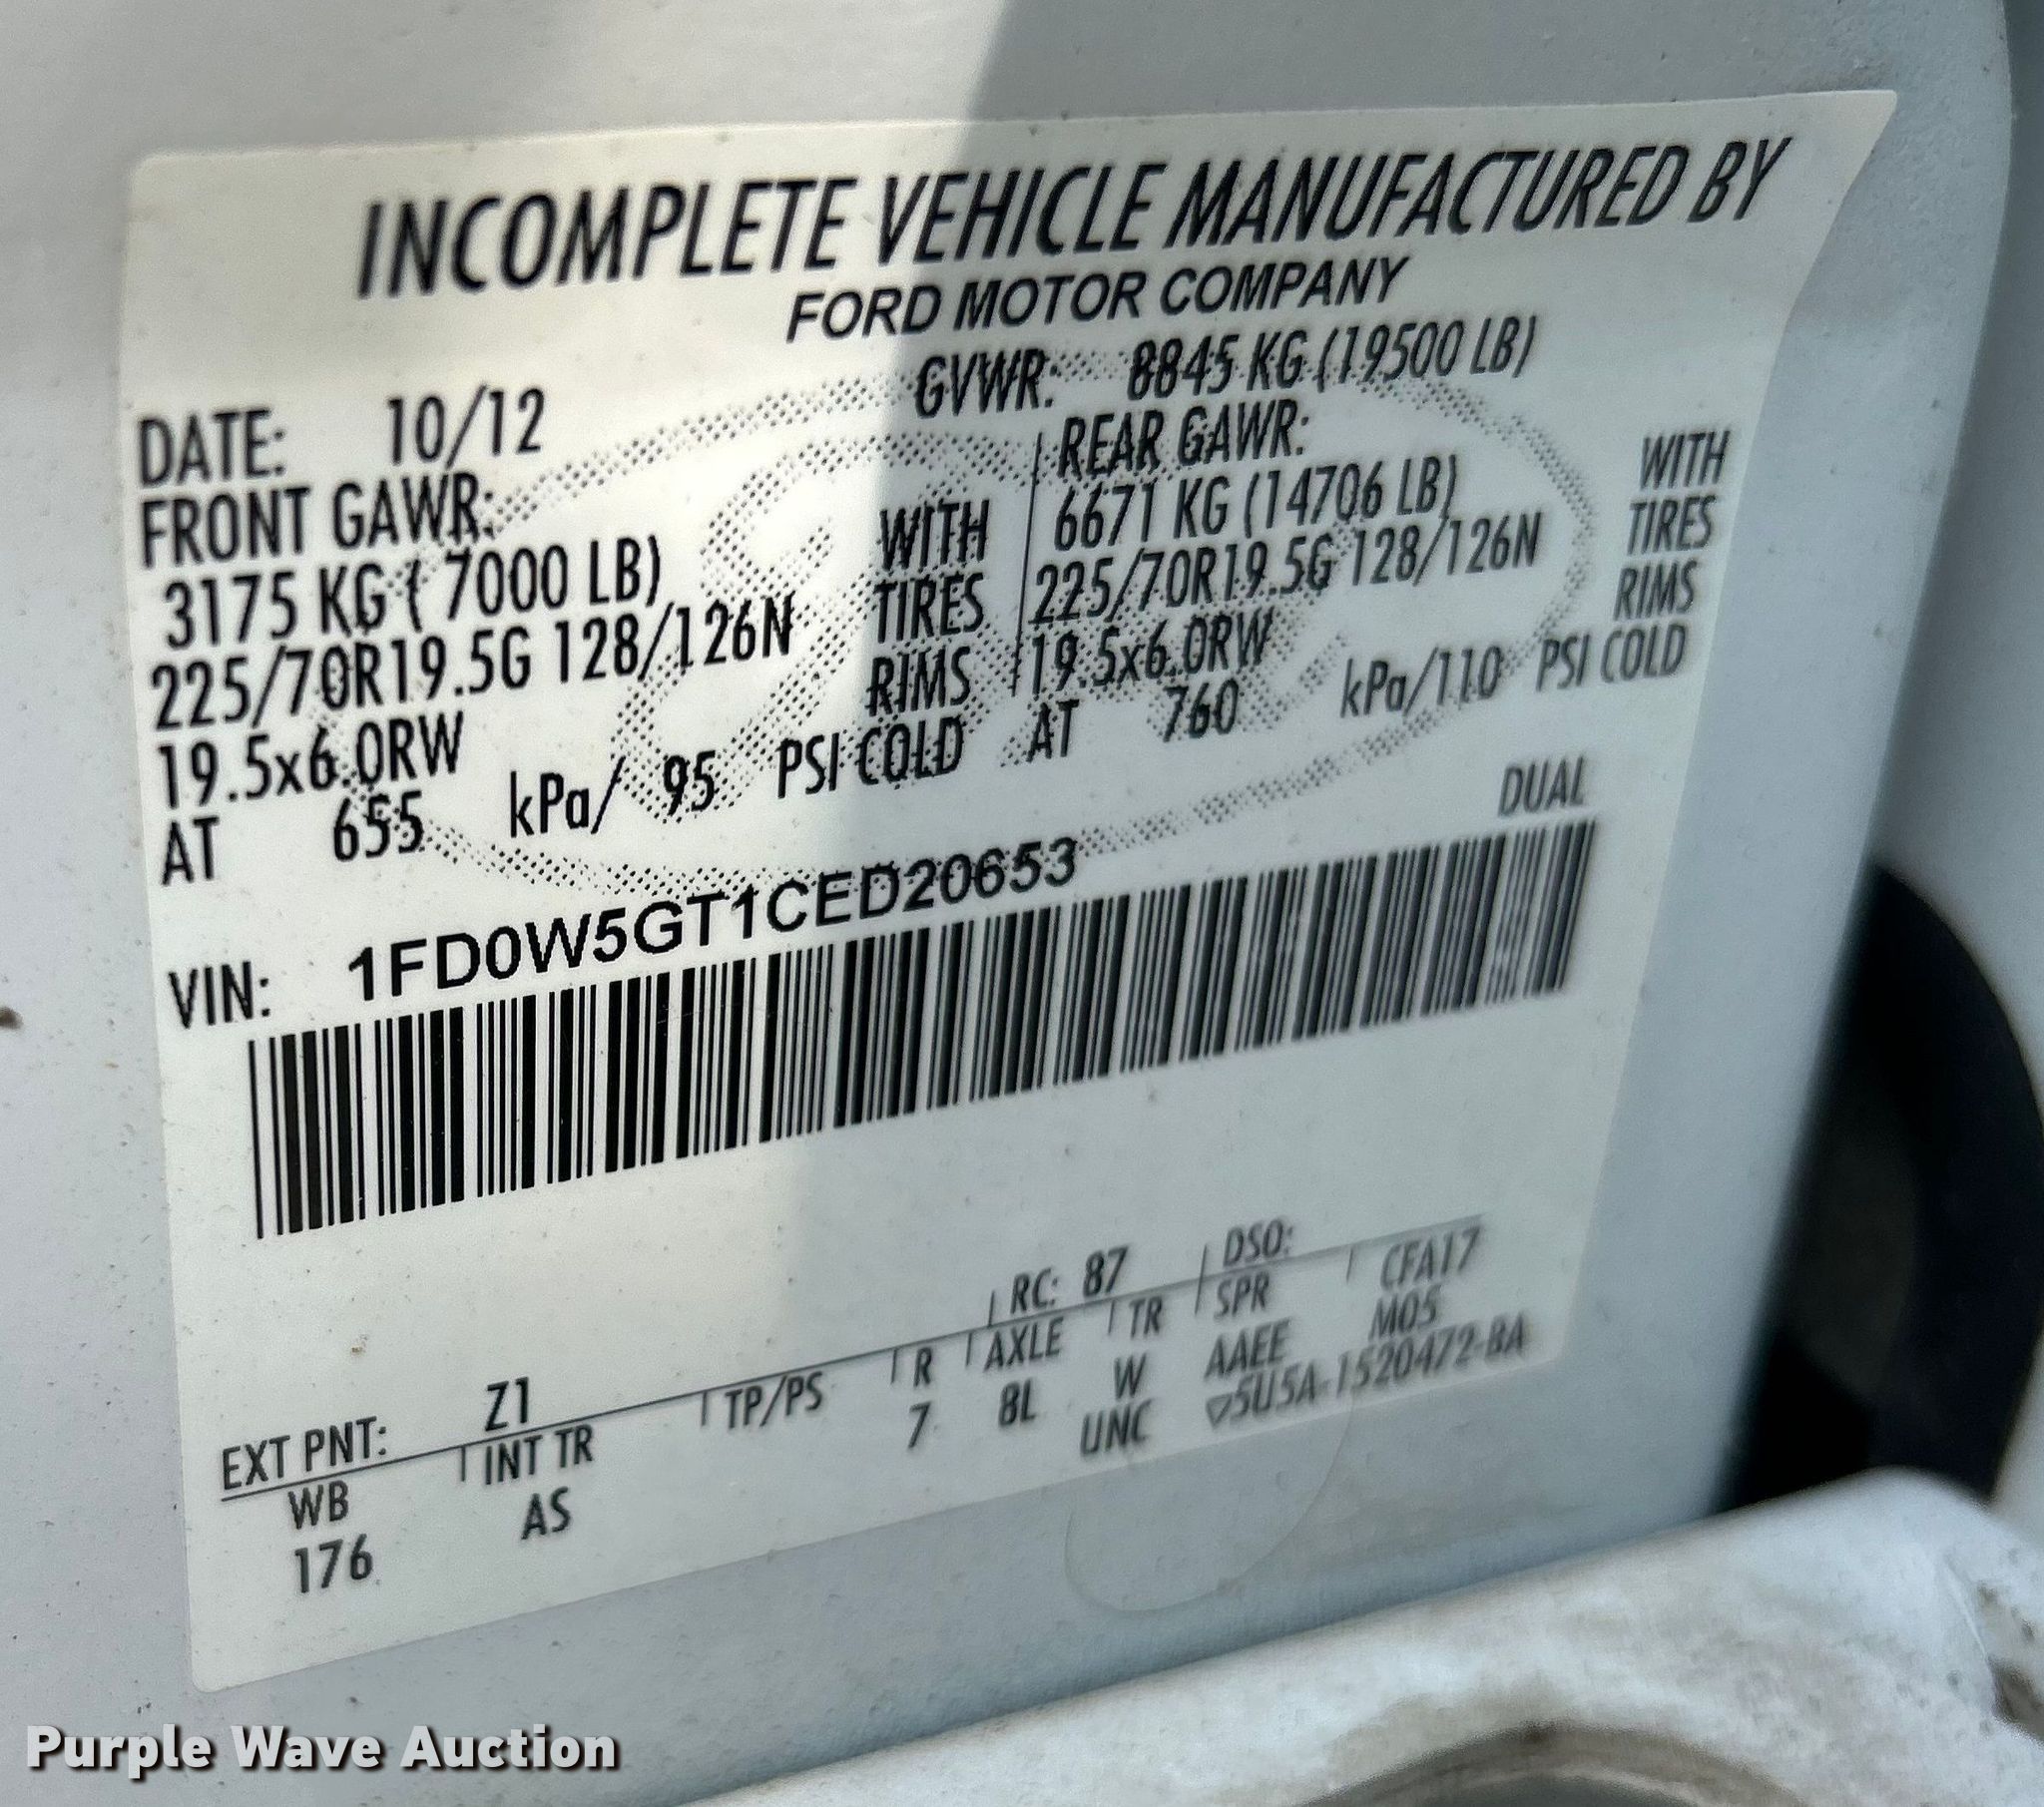 INCOMPLETE VEHICLE MANUFACTURED BY
FORD MOTOR COMPANY
DATE: 10/12 GVWR: 8845 KG (19500 LB)
FRONT GAWR: REAR GAWR:
3175 KG ( 7000 LB) WITH 6671 KG (14706 LB) WITH
225/70R19.5G 128/126N TIRES 225/70R19.5G 128/126N TIRES
19.5x6.0RW RIMS 19.5x6.0RW RIMS
AT 655 kPa/ 95 PSI COLD AT 760 kPa/110 PSI COLD
DUAL
VIN: 1FD0W5GT1CED20653
EXT PNT: Z1 RC: 87 DSO:
WB INT TR TP/PS R AXLE TR SPR CFA17
176 AS 7 8L W AAEE M05
UNC ▽5U5A-1520472-BA
Purple Wave Auction